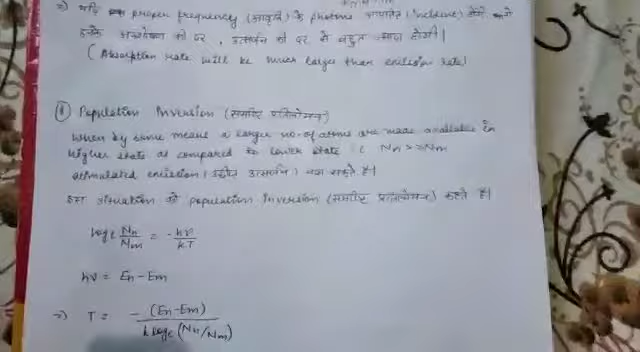 =) यदि proper frequency (आवृत्ति) के photons आपतित (incident) होंगे
उनके अवशोषण की दर, उत्सर्जन की दर से बहुत ज्यादा होगी।
(Absorption rate will be much larger than emission rate)
Population Inversion (समष्टि प्रतिलोमन)
When by some means a larger no. of atoms are made available in
higher state as compared to lower state Nn >> Nm
stimulated emission (उद्दीप्त उत्सर्जन) करा सकते हैं।
इस situation को population inversion (समष्टि प्रतिलोमन) कहते हैं।
loge Nn/Nm = -hν/kT
hν = En - Em
=) T = -(En-Em)/k loge (Nn/Nm)